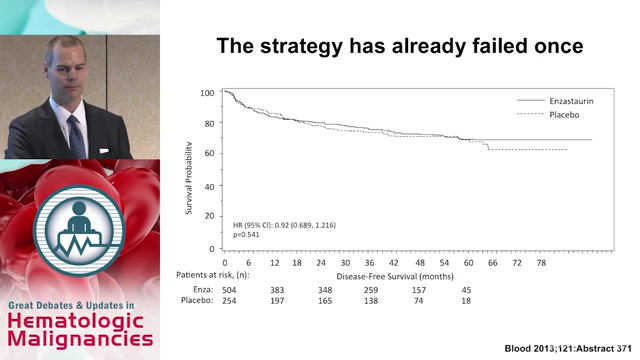 The strategy has already failed once
100
80
60
40
20
0
Survival Probability
Enzastaurin
Placebo
HR (95% CI): 0.92 (0.689, 1.216)
p=0.541
0 6 12 18 24 30 36 42 48 54 60 66 72 78
Patients at risk, (n):
Disease-Free Survival (months)
Enza: 504 383 348 259 157 45
Placebo: 254 197 165 138 74 18
Great Debates & Updates in
Hematologic
Malignancies
Blood 2013;121:Abstract 371